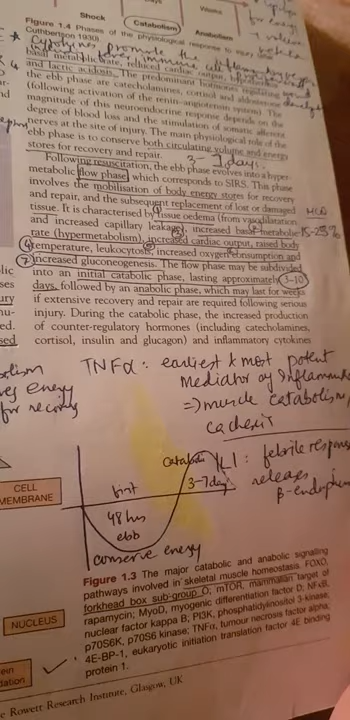 Shock
Catabolism
Anabolism
Figure 1.4 Phases of the physiological response to injury
Cuthbertson 1930)
basal metabolic rate, reduced cardiac output,
and lactic acidosis. The predominant hormones regulating
the ebb phase are catecholamines, cortisol and aldosterone
(following activation of the renin-angiotensin system). The
magnitude of this neuroendocrine response depends on the
degree of blood loss and the stimulation of somatic afferent
nerves at the site of injury. The main physiological role of the
ebb phase is to conserve both circulating volume and energy
stores for recovery and repair.
3-7 days.
Following resuscitation, the ebb phase evolves into a hyper-
metabolic flow phase, which corresponds to SIRS. This phase
involves the mobilisation of body energy stores for recovery
and repair, and the subsequent replacement of lost or damaged
tissue. It is characterised by tissue oedema (from vasodilatation
and increased capillary leakage), increased basal metabolic
rate (hypermetabolism), increased cardiac output, raised body
temperature, leukocytosis, increased oxygen consumption and
increased gluconeogenesis. The flow phase may be subdivided
into an initial catabolic phase, lasting approximately 3-10
days, followed by an anabolic phase, which may last for weeks
if extensive recovery and repair are required following serious
injury. During the catabolic phase, the increased production
of counter-regulatory hormones (including catecholamines,
cortisol, insulin and glucagon) and inflammatory cytokines
TNFα: earliest & most potent
Mediator of Inflamm
energy
for recovery
=) muscle catabolism,
cachexia
catabolic
IL1: febrile response
3-7day
releases
β-endorphin
first
48hrs
ebb
conserve energy
CELL
MEMBRANE
NUCLEUS
Figure 1.3 The major catabolic and anabolic signaling
pathways involved in skeletal muscle homeostasis. FOXO,
forkhead box sub-group O; mTOR, mammalian target of
rapamycin; MyoD, myogenic differentiation factor D; NFκB,
nuclear factor kappa B; PI3K, phosphatidylinositol 3-kinase;
p70S6K, p70S6 kinase; TNFα, tumour necrosis factor alpha;
4E-BP-1, eukaryotic initiation translation factor 4E binding
protein 1.
e Rowett Research Institute, Glasgow, UK